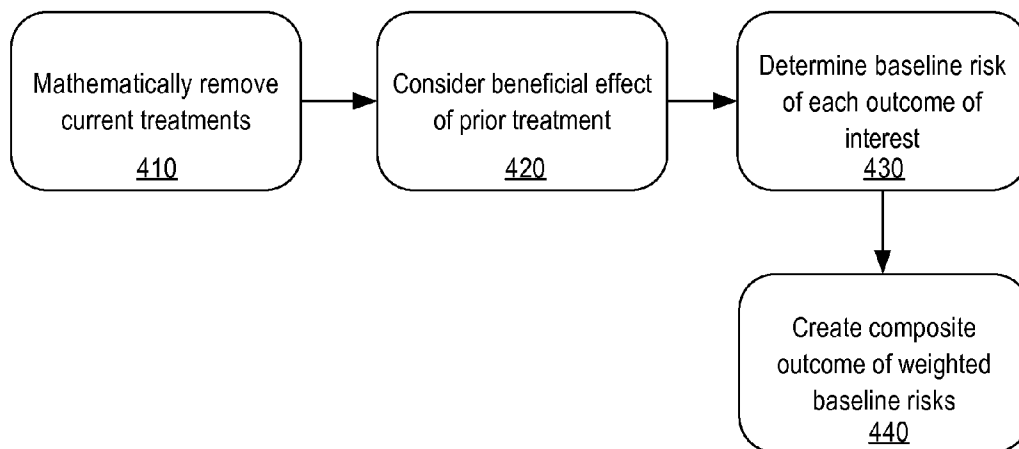 Mathematically remove
current treatments
410
Consider beneficial effect
of prior treatment
420
Determine baseline risk
of each outcome of
interest
430
Create composite
outcome of weighted
baseline risks
440